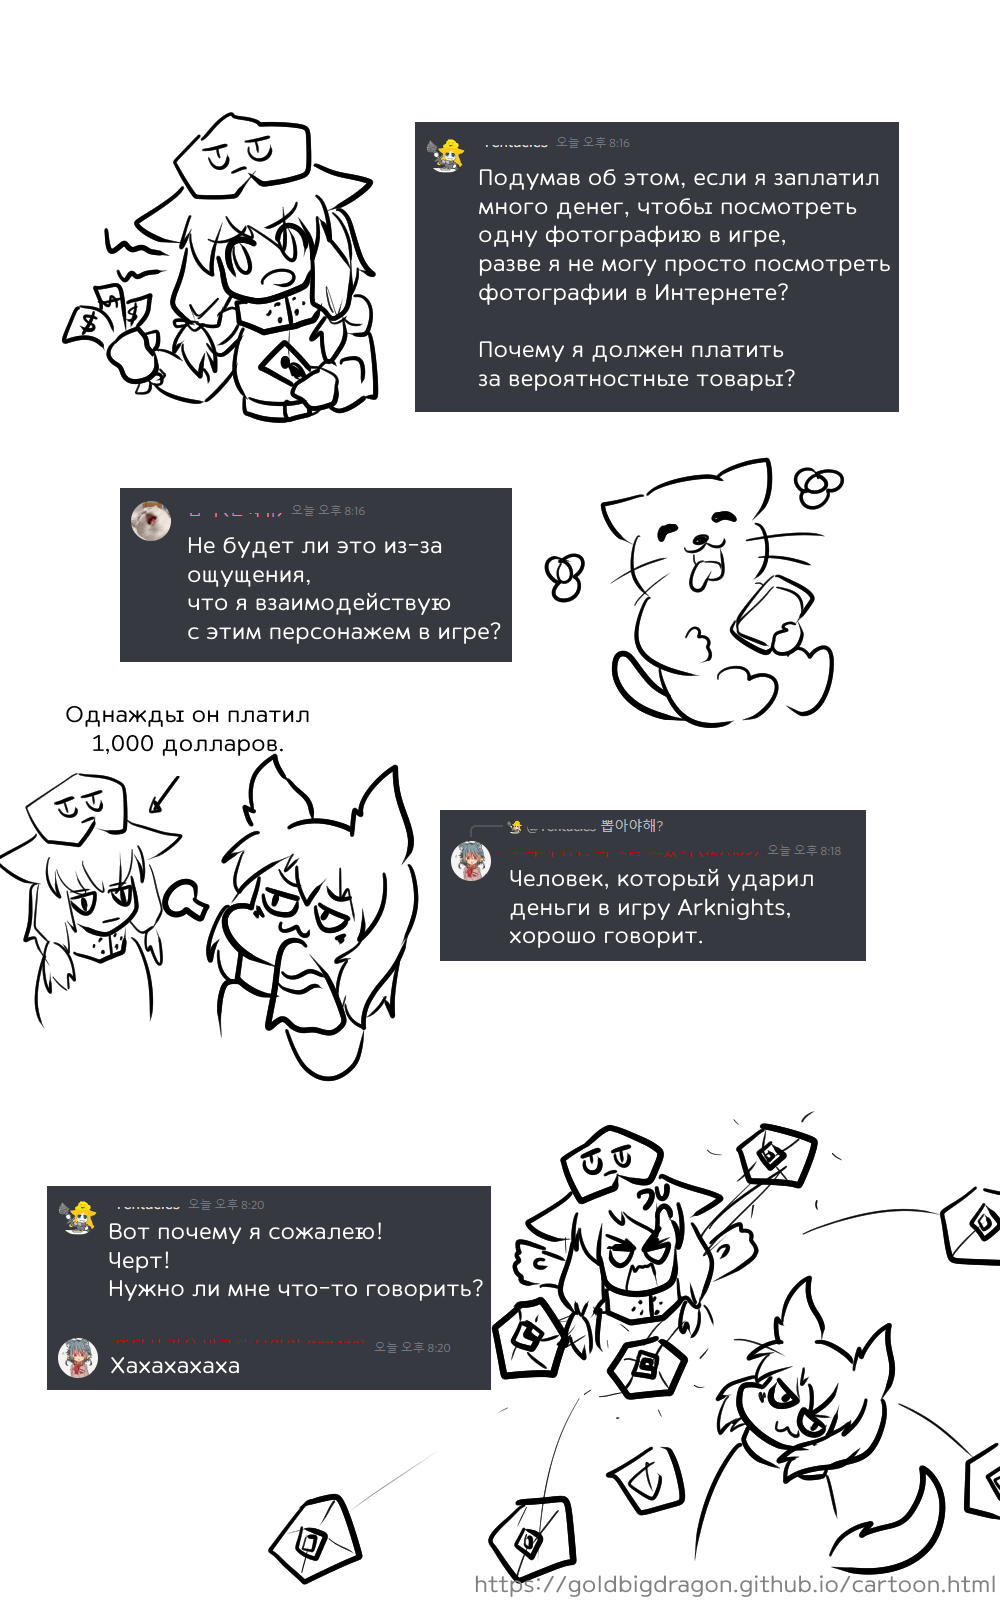 오늘 오후 8:16
Подумав об этом, если я заплатил
много денег, чтобы посмотреть
одну фотографию в игре,
разве я не могу просто посмотреть
фотографии в Интернете?
Почему я должен платить
за вероятностные товары?
오늘 오후 8:16
Не будет ли это из-за
ощущения,
что я взаимодействую
с этим персонажем в игре?
Однажды он платил
1,000 долларов.
뽑아야해?
오늘 오후 8:18
Человек, который ударил
деньги в игру Arknights,
хорошо говорит.
오늘 오후 8:20
Вот почему я сожалею!
Черт!
Нужно ли мне что-то говорить?
오늘 오후 8:20
Хахахахаха
https://goldbigdragon.github.io/cartoon.html